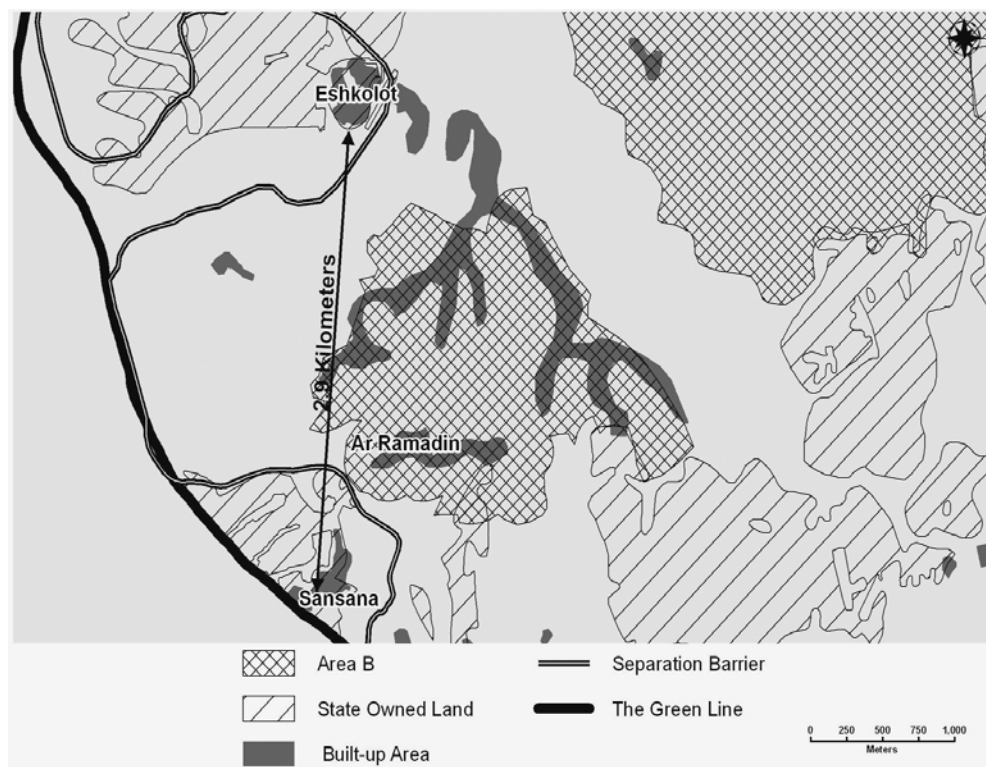 Eshkolot
2.9 Kilometers
Ar Ramadin
Sansana
Area B
Separation Barrier
State Owned Land
The Green Line
Built-up Area
0 250 500 750 1,000
Meters